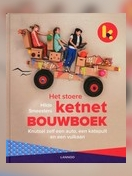 k
Het stoere
ketnet
BOUWBOEK
Knutsel zelf een auto, een katapult
en een vulkaan
LANNOO